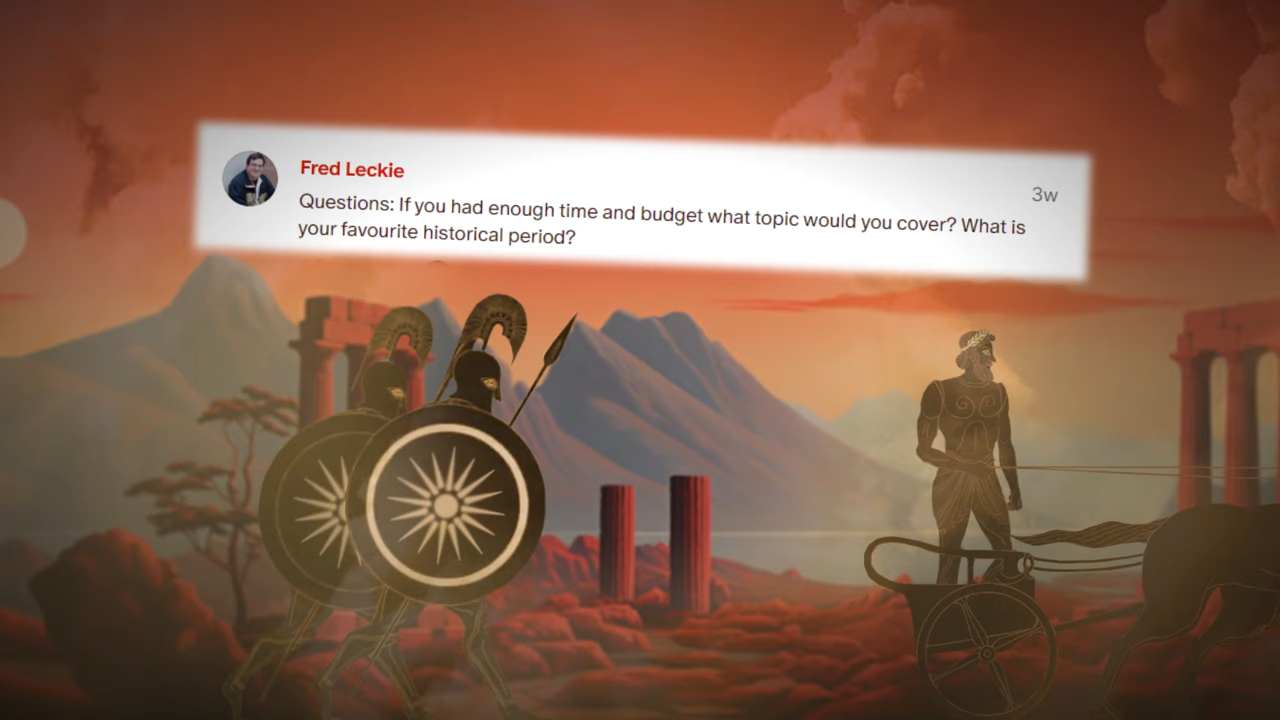 Fred Leckie
3w
Questions: If you had enough time and budget what topic would you cover? What is
your favourite historical period?